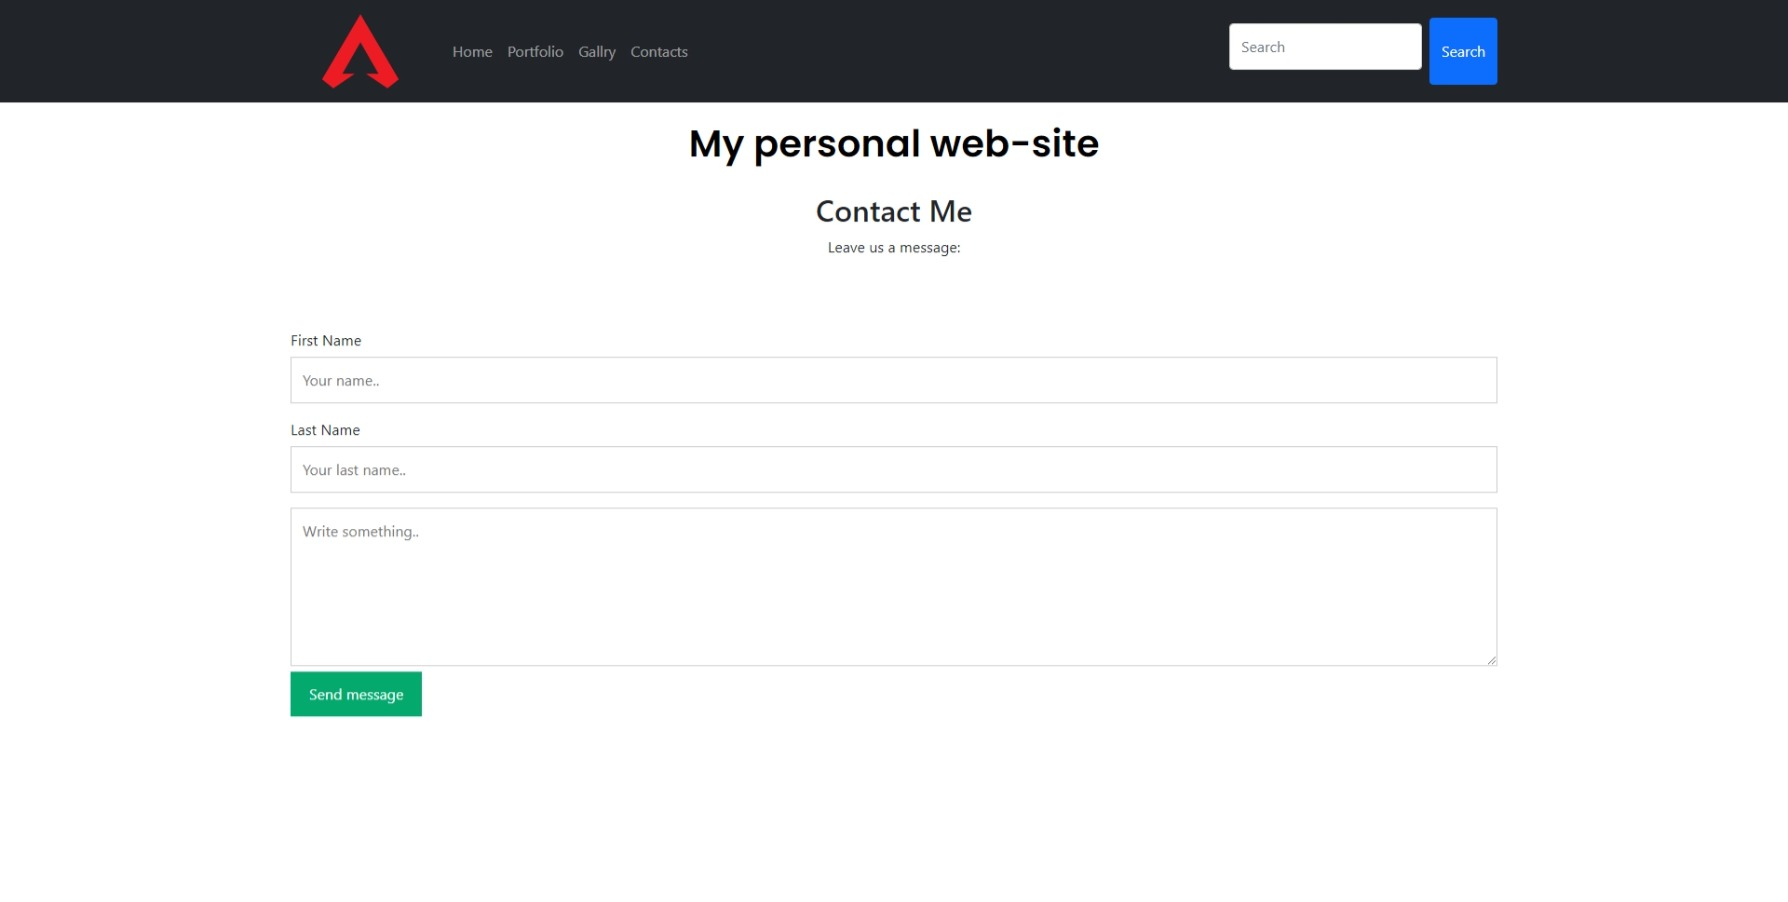 Home Portfolio Gallry Contacts Search Search
My personal web-site
Contact Me
Leave us a message:
First Name
Your name..
Last Name
Your last name..
Write something..
Send message